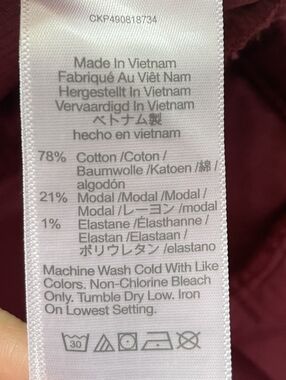 CKP490818734
Made In Vietnam
Fabriqué Au Viêt Nam
Hergestellt In Vietnam
Vervaardigd In Vietnam
ベトナム製
hecho en vietnam
78% Cotton /Coton /
Baumwolle /Katoen /綿 /
algodón
21% Modal /Modal /Modal /
Modal /レーヨン /modal
1% Elastane /Elasthanne /
Elastan /Elastaan /
ポリウレタン /elastano
Machine Wash Cold With Like
Colors. Non-Chlorine Bleach
Only. Tumble Dry Low. Iron
On Lowest Setting.
30